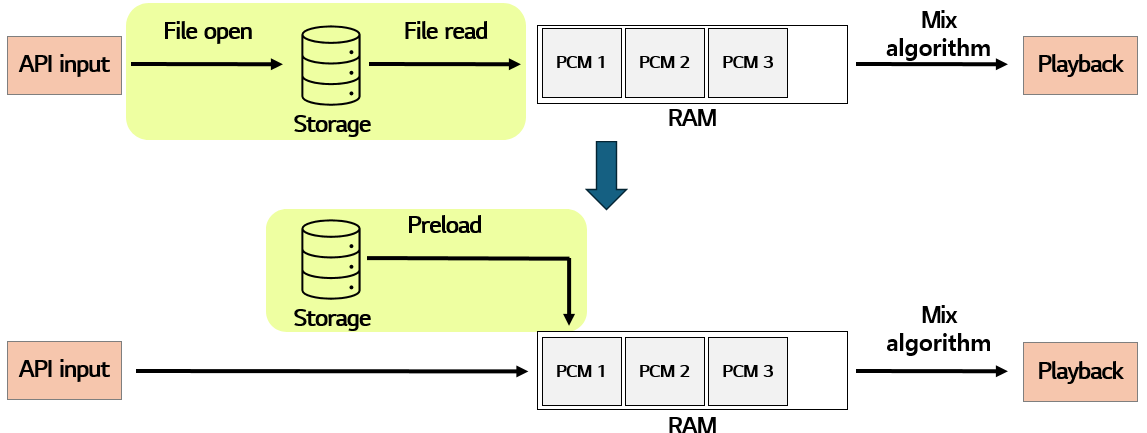 File open
File read
Mix
algorithm
API input
PCM 1
PCM 2
PCM 3
Playback
Storage
RAM
Preload
Storage
Mix
algorithm
API input
PCM 1
PCM 2
PCM 3
Playback
RAM